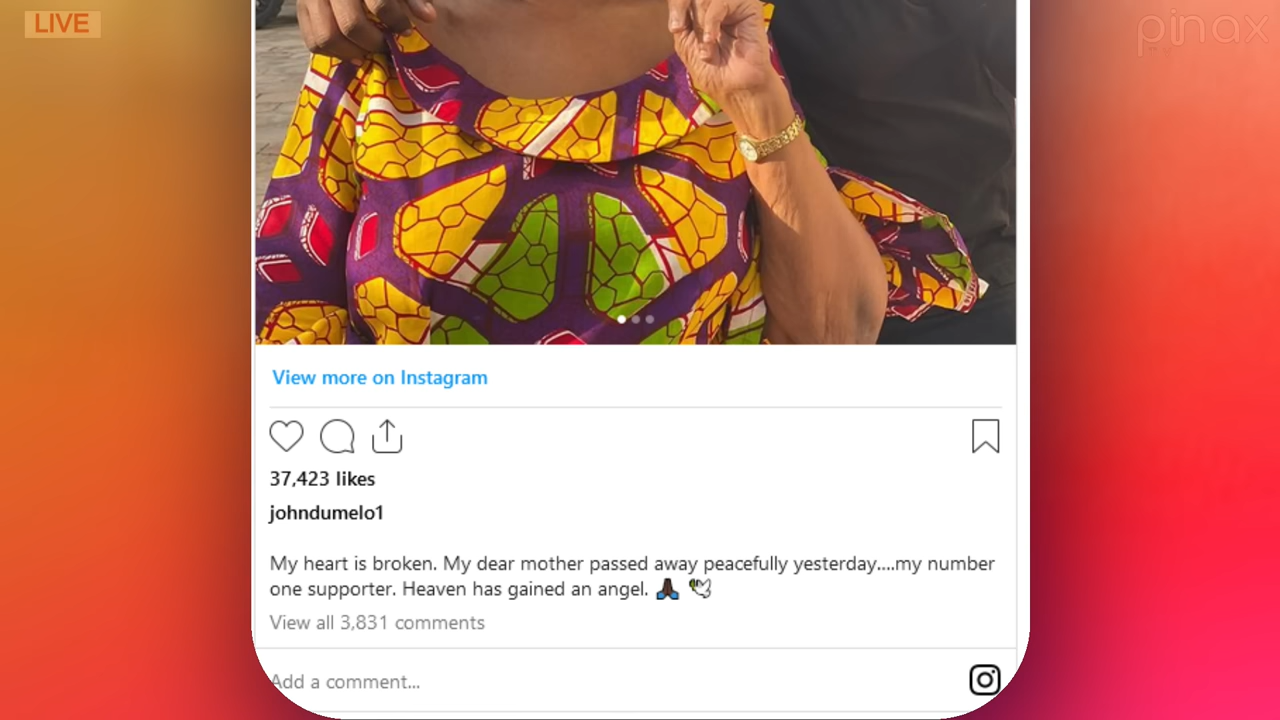 LIVE
pinax
TV
View more on Instagram
37,423 likes
johndumelo1
My heart is broken. My dear mother passed away peacefully yesterday....my number
one supporter. Heaven has gained an angel. 🙏🏿 🕊
View all 3,831 comments
Add a comment...